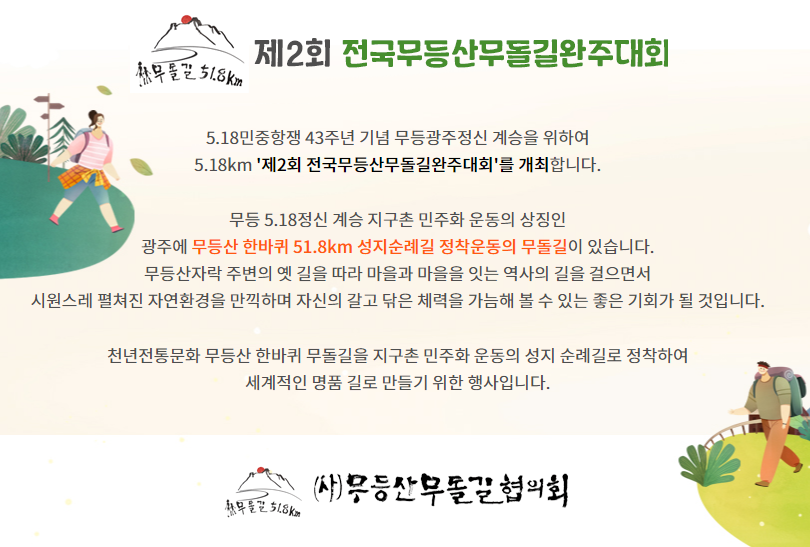 무돌길 51.8km
제2회 전국무등산무돌길완주대회
5.18민중항쟁 43주년 기념 무등광주정신 계승을 위하여
5.18km '제2회 전국무등산무돌길완주대회'를 개최합니다.
무등 5.18정신 계승 지구촌 민주화 운동의 상징인
광주에 무등산 한바퀴 51.8km 성지순례길 정착운동의 무돌길이 있습니다.
무등산자락 주변의 옛 길을 따라 마을과 마을을 잇는 역사의 길을 걸으면서
시원스레 펼쳐진 자연환경을 만끽하며 자신의 갈고 닦은 체력을 가늠해 볼 수 있는 좋은 기회가 될 것입니다.
천년전통문화 무등산 한바퀴 무돌길을 지구촌 민주화 운동의 성지 순례길로 정착하여
세계적인 명품 길로 만들기 위한 행사입니다.
무돌길 51.8km
(사)무등산무돌길협의회